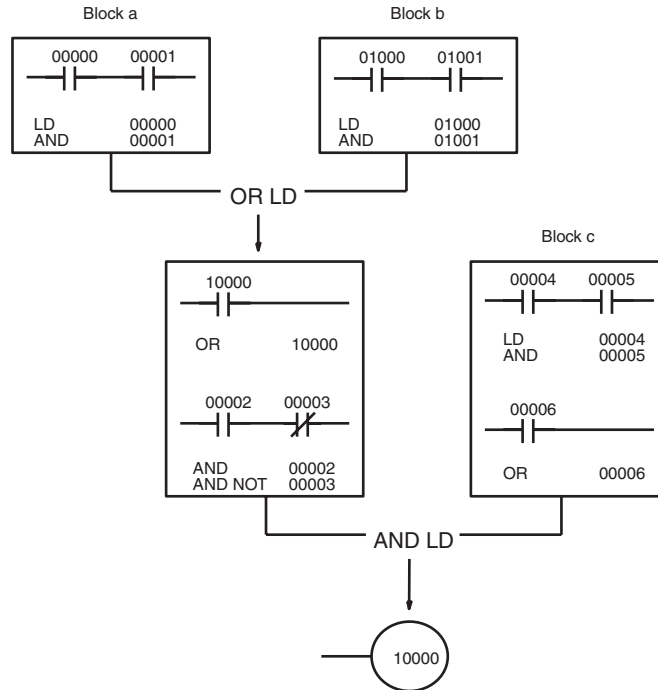 Block a
00000 00001
LD 00000
AND 00001
Block b
01000 01001
LD 01000
AND 01001
OR LD
10000
OR 10000
00002 00003
AND 00002
AND NOT 00003
Block c
00004 00005
LD 00004
AND 00005
00006
OR 00006
AND LD
10000